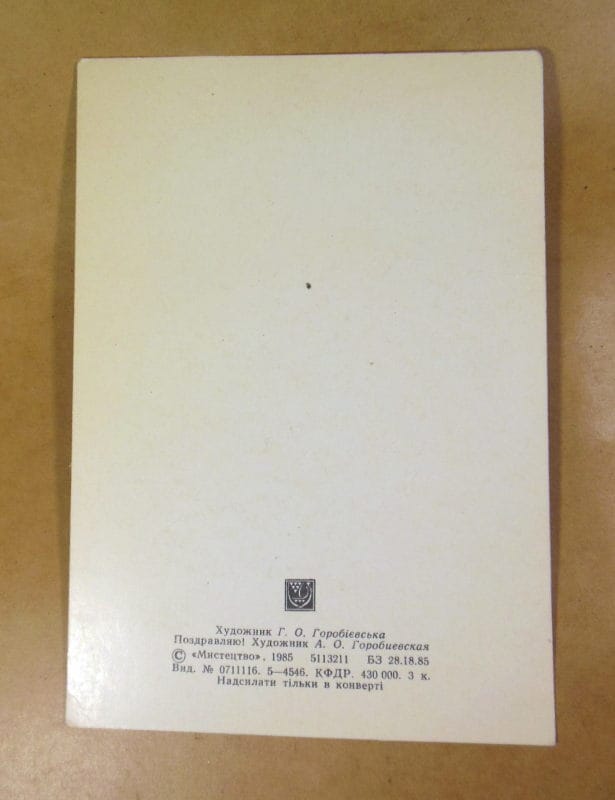 Художник Г. О. Горобієвська
Поздравляю! Художник А. О. Горобиевская
© «Мистецтво», 1985 5113211 БЗ 28.18.85
Вид. № 0711116. 5—4546. КФДР. 430 000. 3 к.
Надсилати тільки в конверті